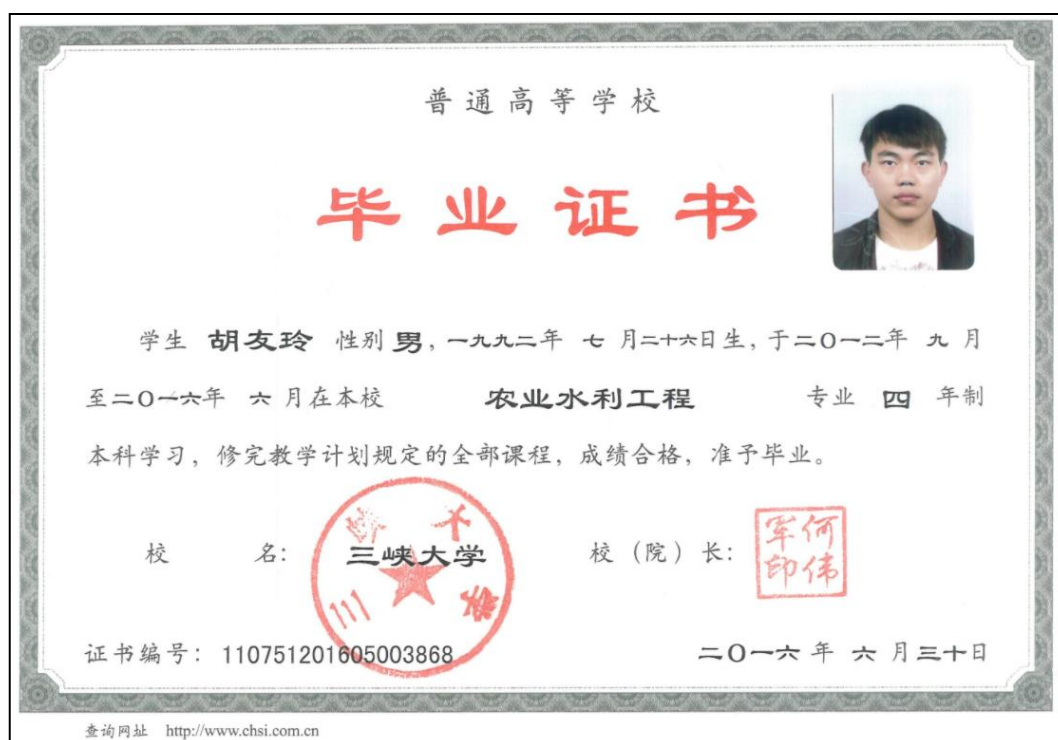 普通高等学校
毕业证书
学生 胡友玲 性别 男, 一九九二年 七 月二十六日生, 于二〇一二年 九 月
至二〇一六年 六 月在本校 农业水利工程 专业 四 年制
本科学习, 修完教学计划规定的全部课程, 成绩合格, 准予毕业。
校 名: 三峡大学 校 (院) 长:
三峡大学
何伟军印
证书编号: 110751201605003868 二〇一六 年 六 月三十日
查询网址 http://www.chsi.com.cn